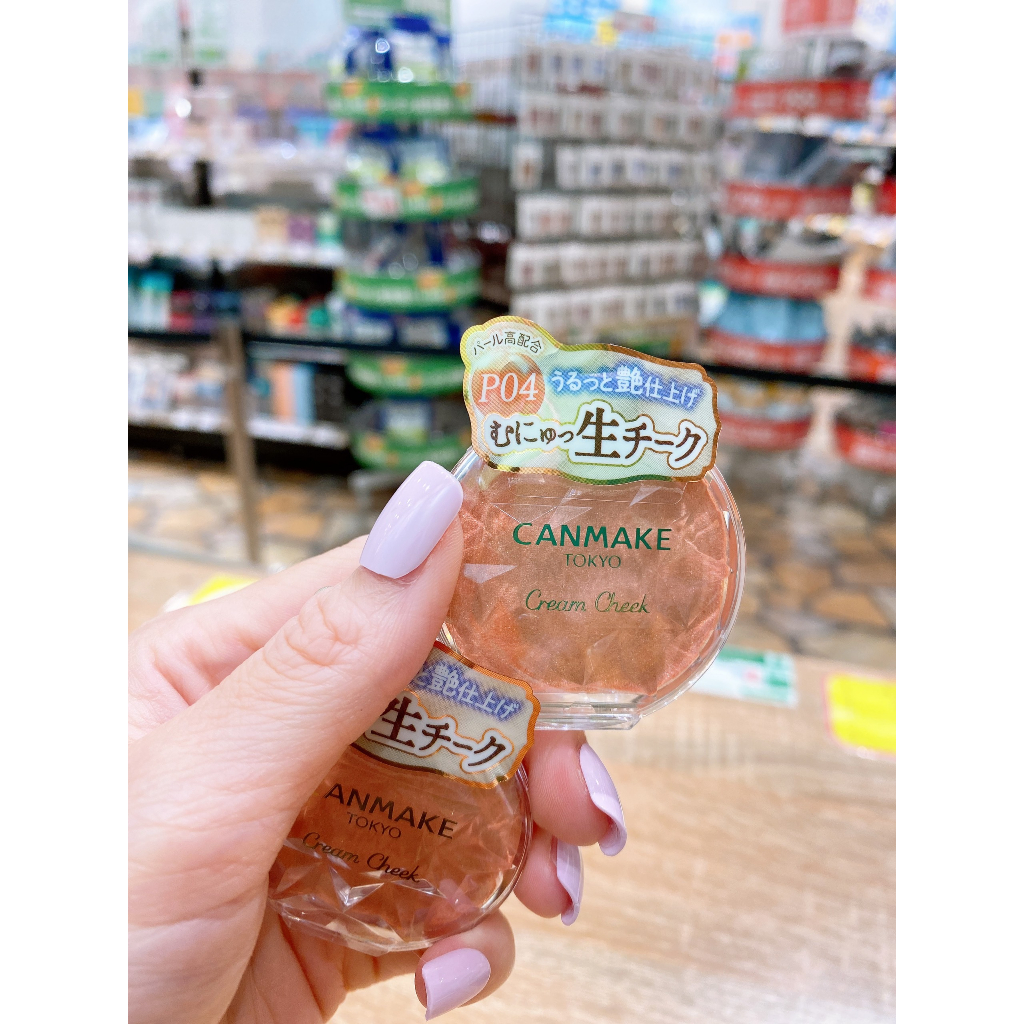 パール高配合
P04
うるっと艶仕上げ
むにゅっ生チーク
CANMAKE
TOKYO
Cream Cheek
と艶仕上げ
生チーク
ANMAKE
TOKYO
Cream Cheek